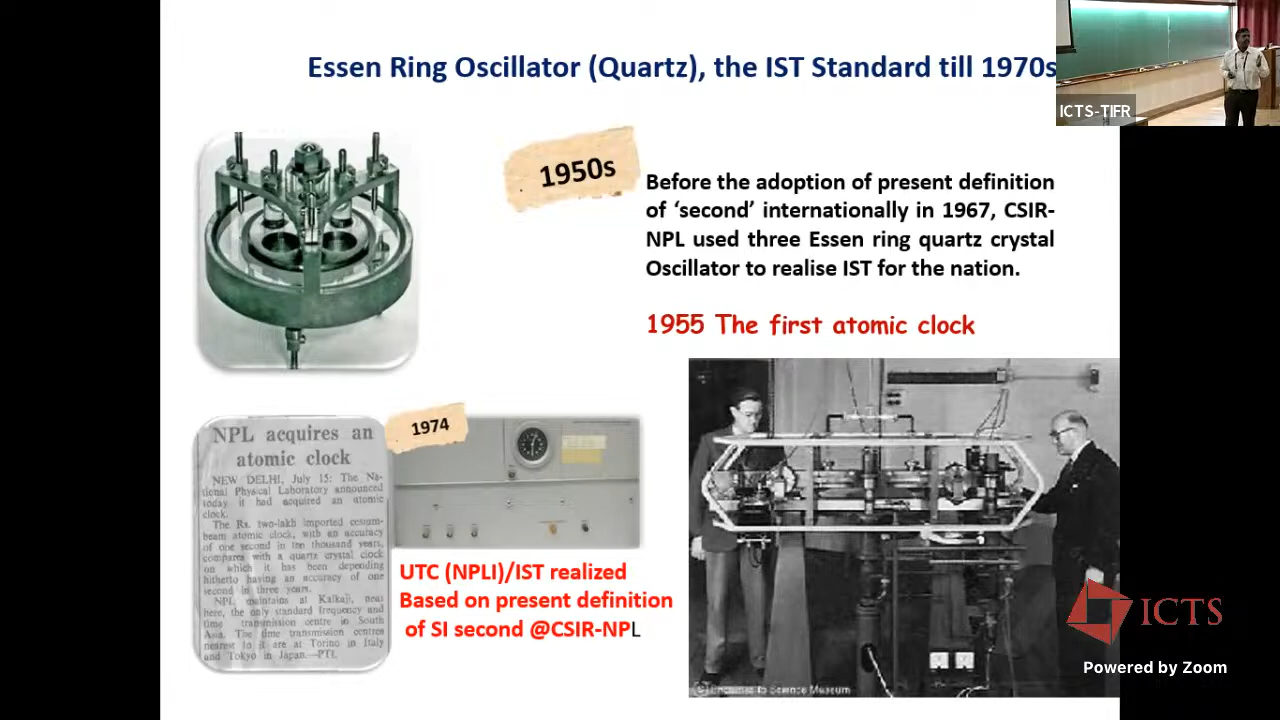 Essen Ring Oscillator (Quartz), the IST Standard till 1970s
ICTS-TIFR
1950s
Before the adoption of present definition
of ‘second’ internationally in 1967, CSIR-
NPL used three Essen ring quartz crystal
Oscillator to realise IST for the nation.
1955 The first atomic clock
1974
NPL acquires an
atomic clock
NEW DELHI, July 15: The Na-
tional Physical Laboratory announced
today it had acquired an atomic
clock.
The Rs. two-lakh imported cesium-
beam atomic clock, with an accuracy
of one second in ten thousand years,
compares with a quartz crystal clock
on which it has been depending
hitherto having an accuracy of one
second in three years.
NPL maintains at Kalkaji, near
here, the only standard frequency and
time transmission centre in South
Asia. The time transmission centres
nearest to it are at Torino in Italy
and Tokyo in Japan.—PTI.
UTC (NPLI)/IST realized
Based on present definition
of SI second @CSIR-NPL
Science Museum
ICTS
Powered by Zoom